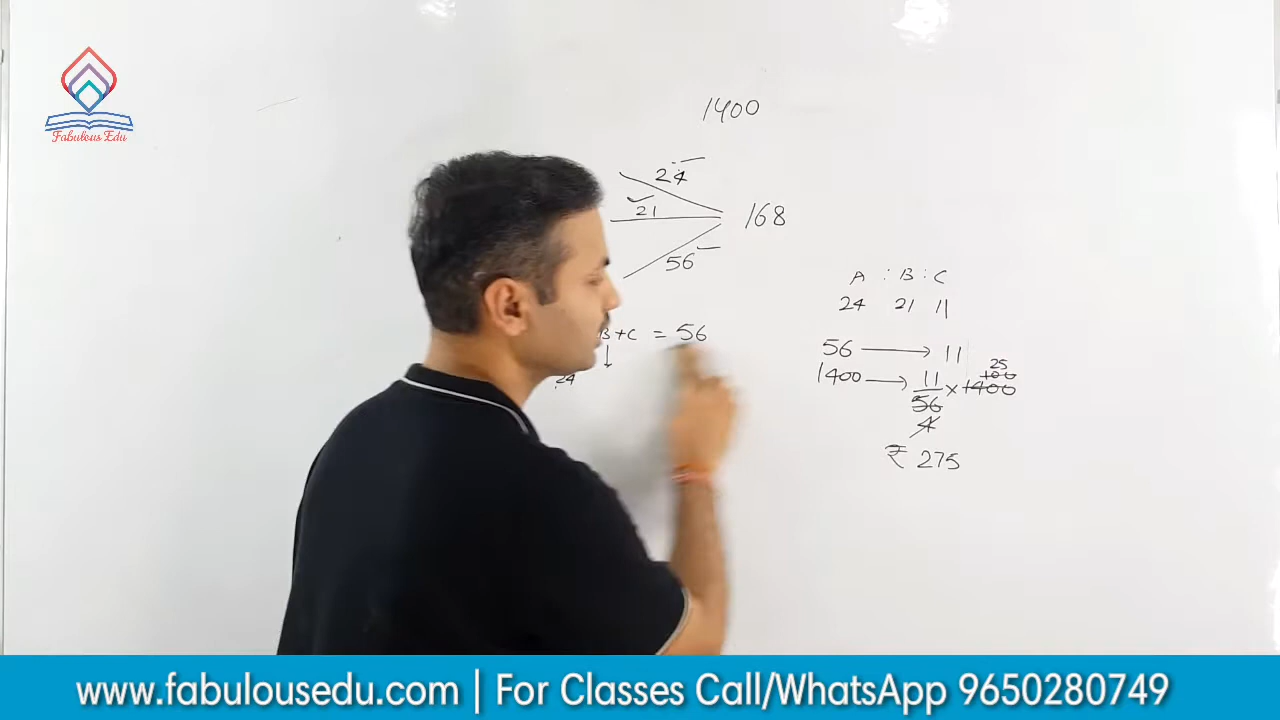 Fabulous Edu
1400
24
21
168
56
B+C = 56
24
A : B : C
24 21 11
56 → 11
1400 → 11/56 × 1400
100
25
4
₹ 275
www.fabulousedu.com | For Classes Call/WhatsApp 9650280749